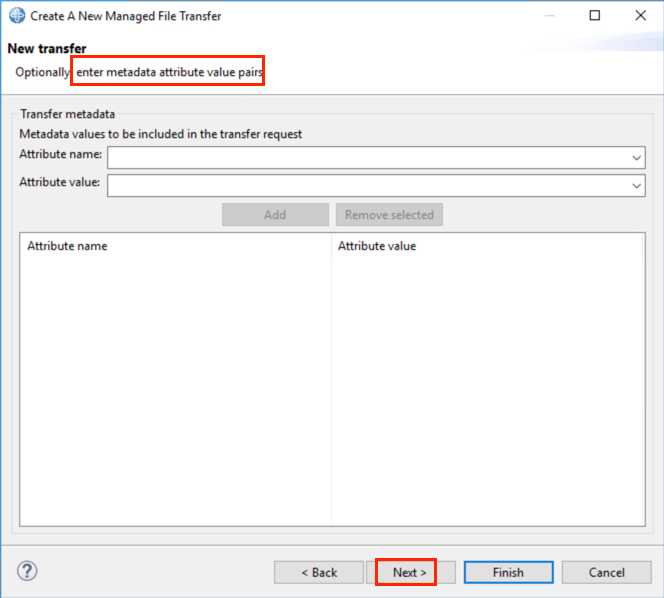 Create A New Managed File Transfer
New transfer
Optionally enter metadata attribute value pairs
Transfer metadata
Metadata values to be included in the transfer request
Attribute name:
Attribute value:
Add Remove selected
Attribute name Attribute value
? < Back Next > Finish Cancel